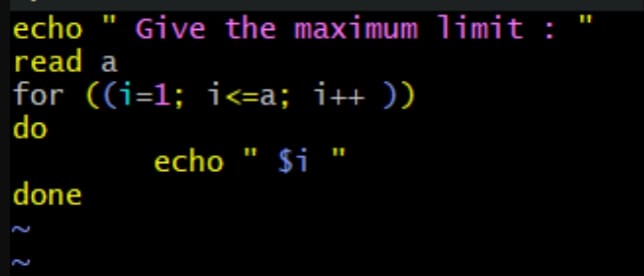 echo " Give the maximum limit : "
read a
for ((i=1; i<=a; i++ ))
do
        echo " $i "
done
~
~